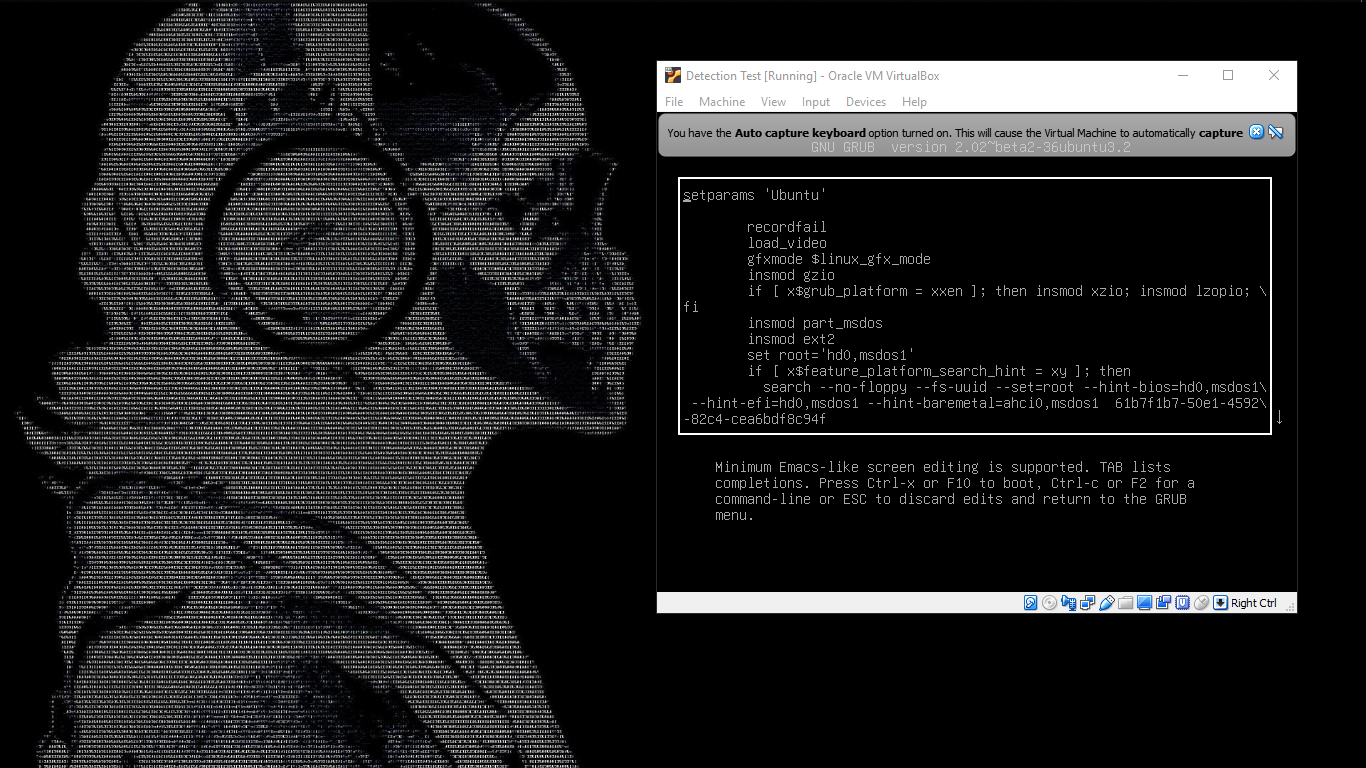 Detection Test [Running] - Oracle VM VirtualBox
File Machine View Input Devices Help
You have the Auto capture keyboard option turned on. This will cause the Virtual Machine to automatically capture
GNU GRUB version 2.02~beta2-36ubuntu3.2
setparams 'Ubuntu'
recordfail
load_video
gfxmode $linux_gfx_mode
insmod gzio
if [ x$grub_platform = xxen ]; then insmod xzio; insmod lzopio; \
fi
insmod part_msdos
insmod ext2
set root='hd0,msdos1'
if [ x$feature_platform_search_hint = xy ]; then
search --no-floppy --fs-uuid --set=root --hint-bios=hd0,msdos1\
--hint-efi=hd0,msdos1 --hint-baremetal=ahci0,msdos1 61b7f1b7-50e1-4592\
-82c4-cea6bdf8c94f
Minimum Emacs-like screen editing is supported. TAB lists
completions. Press Ctrl-x or F10 to boot, Ctrl-c or F2 for a
command-line or ESC to discard edits and return to the GRUB
menu.
Right Ctrl